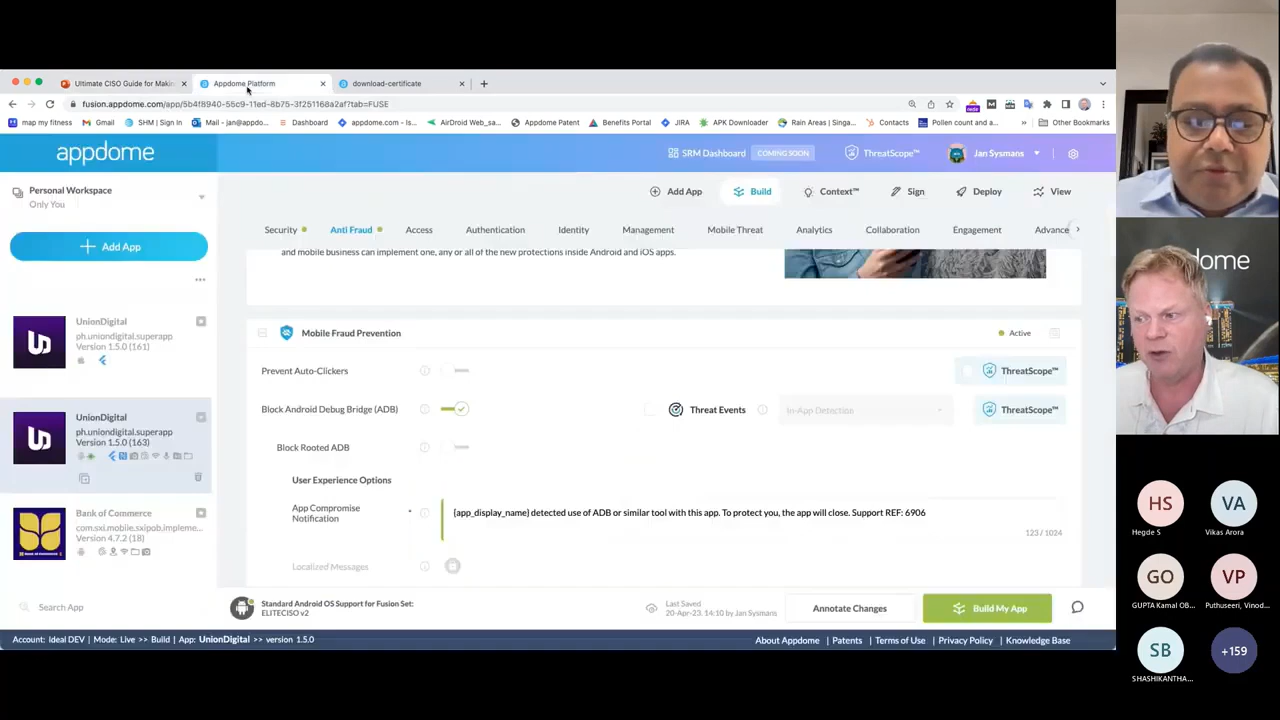 Ultimate CISO Guide for Makin
Appdome Platform
download-certificate
fusion.appdome.com/app/5b4f8940-55c9-11ed-8b75-3f251168a2af?tab=FUSE
map my fitness
Gmail
SHM | Sign In
Mail - jan@appdo...
Dashboard
appdome.com - Is...
AirDroid Web_sa...
Appdome Patent
Benefits Portal
JIRA
APK Downloader
Rain Areas | Singa...
Contacts
Pollen count and a...
Other Bookmarks
appdome
SRM Dashboard
COMING SOON
ThreatScope™
Jan Sysmans
Personal Workspace
Only You
Add App
Build
Context™
Sign
Deploy
View
Add App
Security
Anti Fraud
Access
Authentication
Identity
Management
Mobile Threat
Analytics
Collaboration
Engagement
Advance
and mobile business can implement one, any or all of the new protections inside Android and iOS apps.
UnionDigital
ph.uniondigital.superapp
Version 1.5.0 (161)
UnionDigital
ph.uniondigital.superapp
Version 1.5.0 (163)
Bank of Commerce
com.sxi.mobile.sxipob.impleme...
Version 4.7.2 (18)
Search App
Mobile Fraud Prevention
Active
Prevent Auto-Clickers
ThreatScope™
Block Android Debug Bridge (ADB)
Threat Events
In-App Detection
ThreatScope™
Block Rooted ADB
User Experience Options
App Compromise
Notification
{app_display_name} detected use of ADB or similar tool with this app. To protect you, the app will close. Support REF: 6906
123 / 1024
Localized Messages
Standard Android OS Support for Fusion Set:
ELITECISO v2
Last Saved
20-Apr-23, 14:10 by Jan Sysmans
Annotate Changes
Build My App
Account: Ideal DEV | Mode: Live >> Build | App: UnionDigital >> version 1.5.0
About Appdome | Patents | Terms of Use | Privacy Policy | Knowledge Base
ome
HS
Hegde S
VA
Vikas Arora
GO
GUPTA Kamal OB...
VP
Puthuseeri, Vinod...
SB
SHASHIKANTHA...
+159